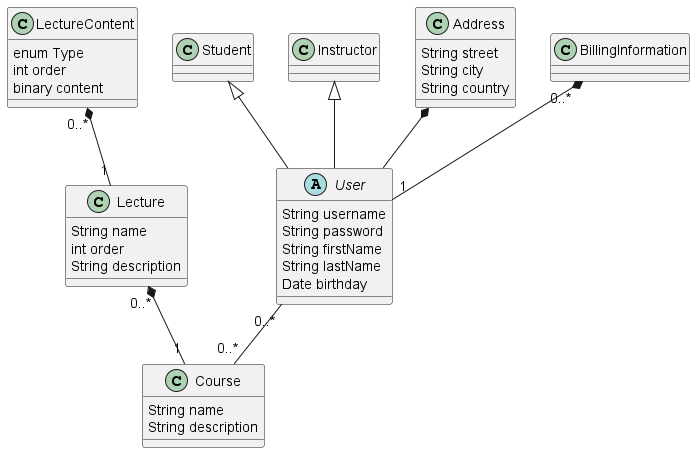 C LectureContent
enum Type
int order
binary content
C Student
C Instructor
C Address
String street
String city
String country
C BillingInformation
0..*
0..*
1
1
C Lecture
String name
int order
String description
A User
String username
String password
String firstName
String lastName
Date birthday
0..*
0..*
1
0..*
C Course
String name
String description